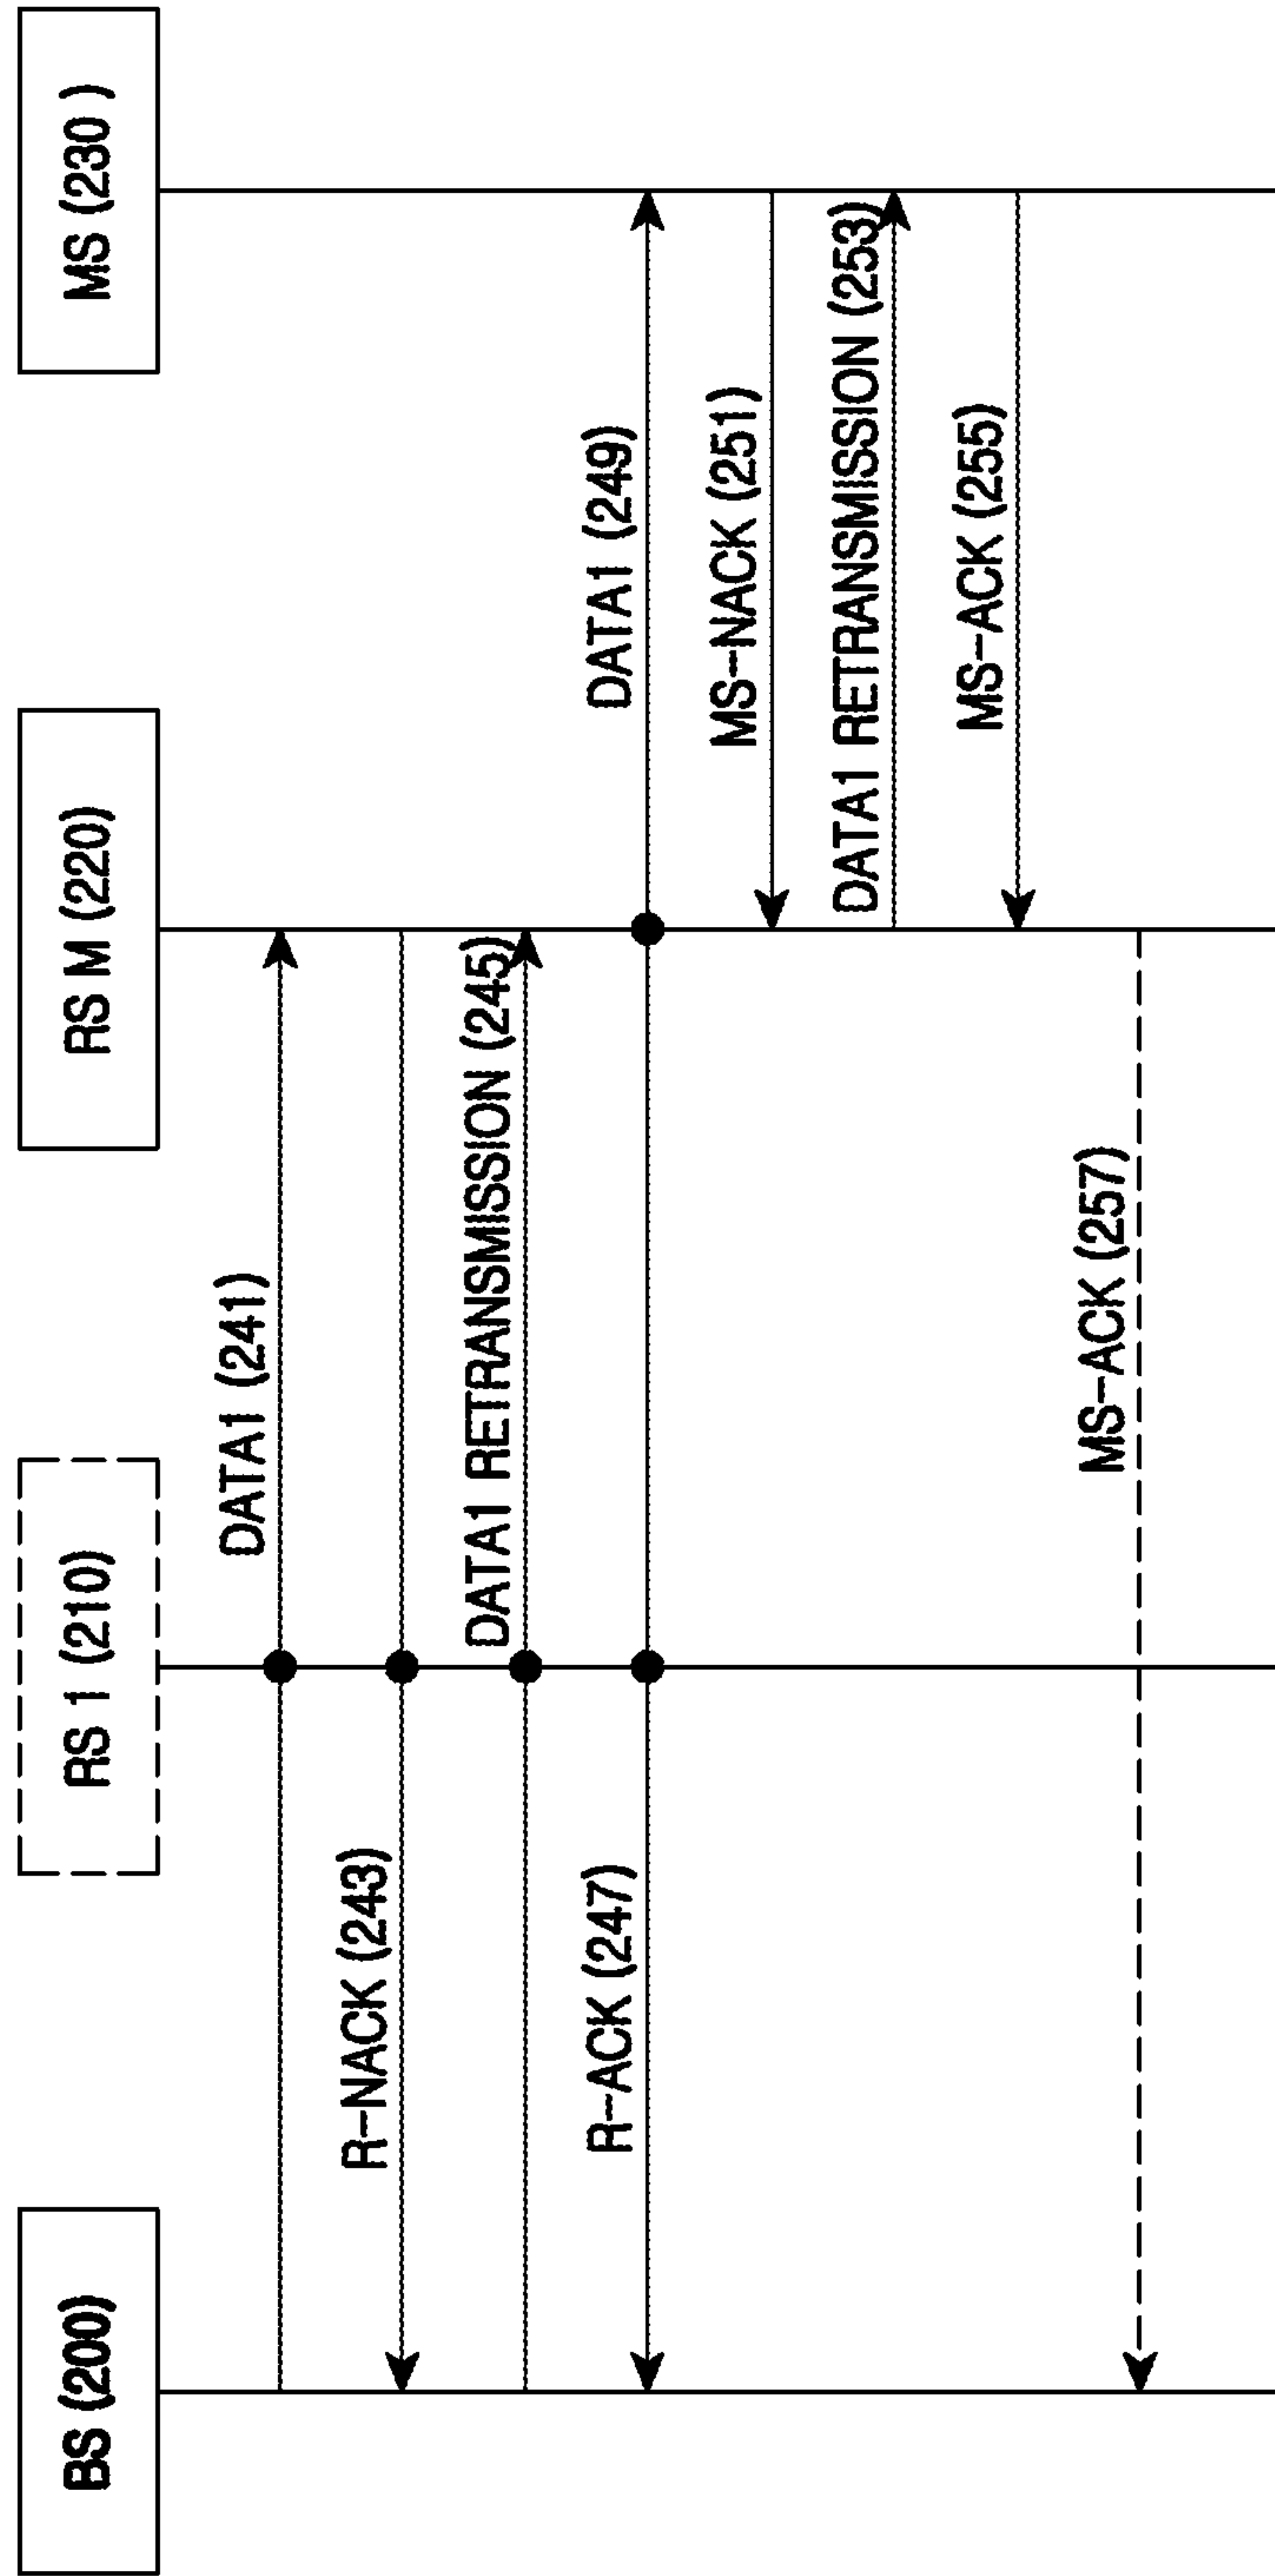 BS (200)
RS 1 (210)
RS M (220)
MS (230 )
DATA1 (241)
R-NACK (243)
DATA1 RETRANSMISSION (245)
R-ACK (247)
DATA1 (249)
MS-NACK (251)
DATA1 RETRANSMISSION (253)
MS-ACK (255)
MS-ACK (257)